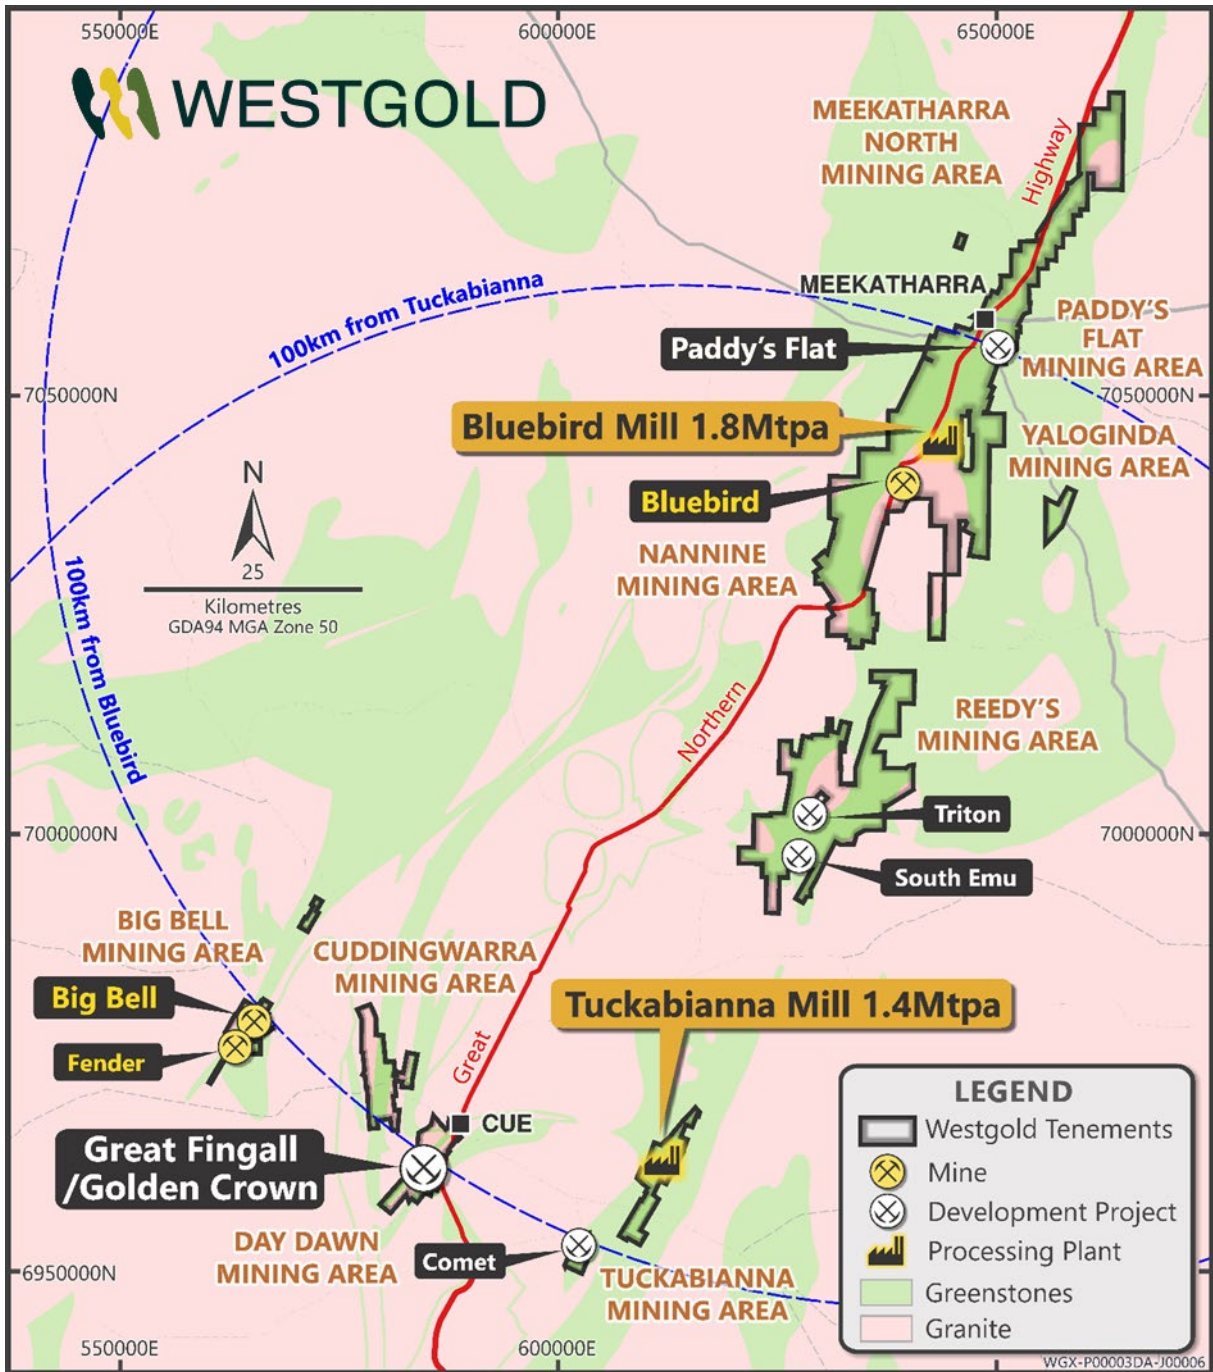 550000E
600000E
650000E
WESTGOLD
MEEKATHARRA
NORTH
MINING AREA
Highway
MEEKATHARRA
100km from Tuckabianna
PADDY'S
FLAT
MINING AREA
Paddy's Flat
7050000N
7050000N
Bluebird Mill 1.8Mtpa
YALOGINDA
MINING AREA
N
Bluebird
25
Kilometres
GDA94 MGA Zone 50
NANNINE
MINING AREA
100km from Bluebird
Northern
REEDY'S
MINING AREA
Triton
7000000N
7000000N
South Emu
BIG BELL
MINING AREA
CUDDINGWARRA
MINING AREA
Big Bell
Fender
Tuckabianna Mill 1.4Mtpa
Great
CUE
Great Fingall
/Golden Crown
DAY DAWN
MINING AREA
Comet
TUCKABIANNA
MINING AREA
6950000N
LEGEND
Westgold Tenements
Mine
Development Project
Processing Plant
Greenstones
Granite
550000E
600000E
WGX-P00003DA-J00006